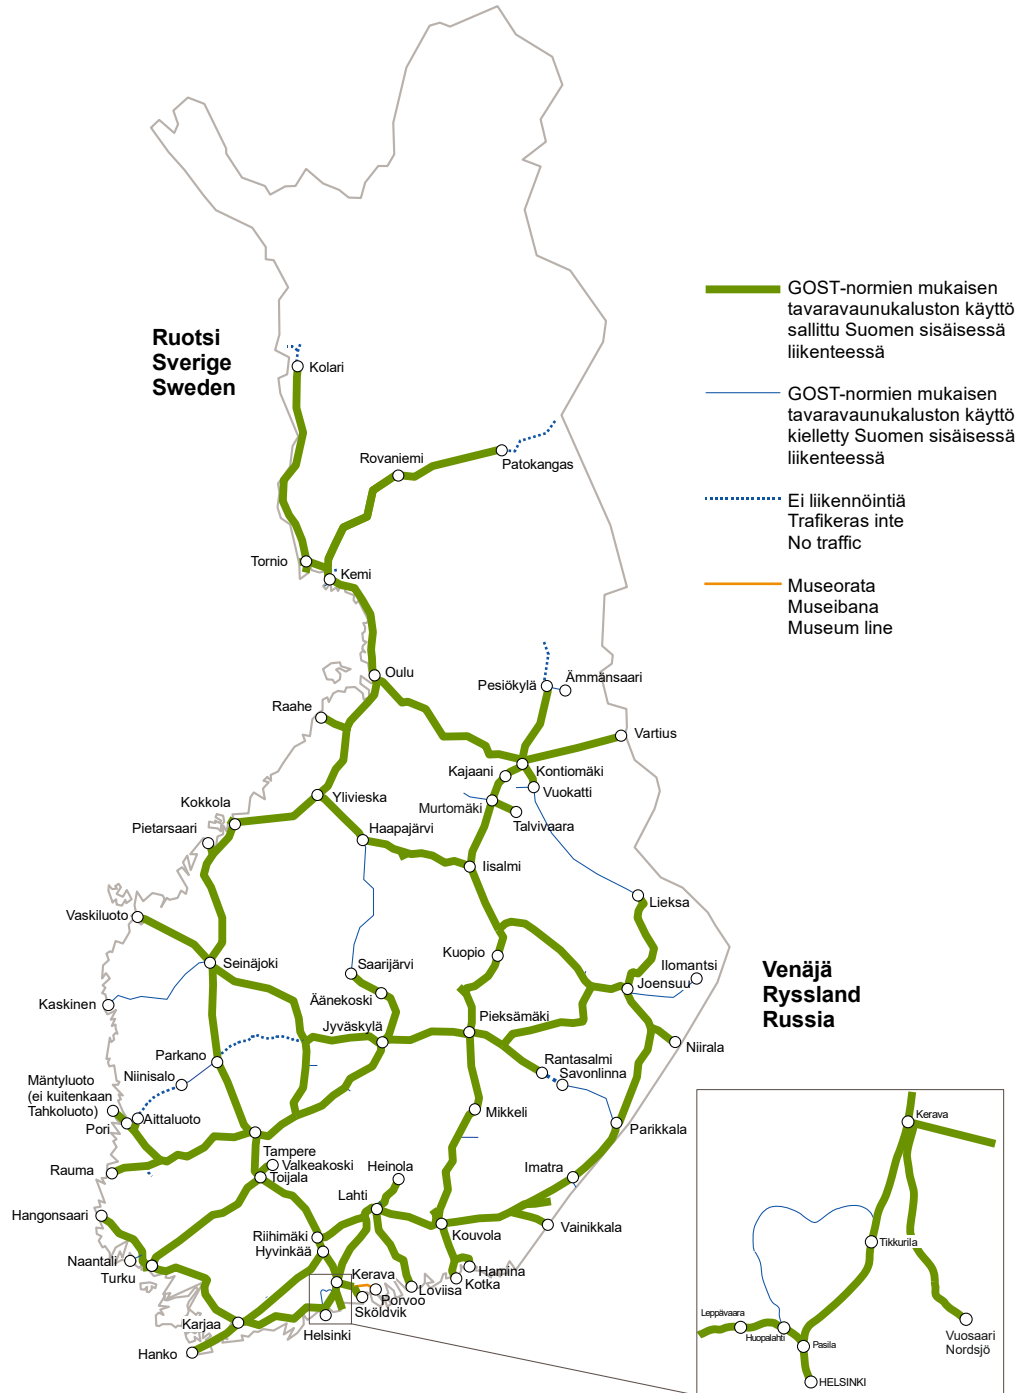 GOST-normien mukaisen
tavaravaunukaluston käyttö
sallittu Suomen sisäisessä
liikenteessä
GOST-normien mukaisen
tavaravaunukaluston käyttö
kielletty Suomen sisäisessä
liikenteessä
Ei liikennöintiä
Trafikeras inte
No traffic
Museorata
Museibana
Museum line
Ruotsi
Sverige
Sweden
Kolari
Rovaniemi
Patokangas
Tornio
Kemi
Oulu
Pesiökylä
Ämmänsaari
Raahe
Vartius
Kajaani
Kontiomäki
Vuokatti
Ylivieska
Murtomäki
Talvivaara
Kokkola
Pietarsaari
Haapajärvi
Iisalmi
Lieksa
Vaskiluoto
Kuopio
Seinäjoki
Saarijärvi
Ilomantsi
Joensuu
Venäjä
Ryssland
Russia
Kaskinen
Äänekoski
Jyväskylä
Pieksämäki
Niirala
Parkano
Niinisalo
Rantasalmi
Savonlinna
Mäntyluoto
(ei kuitenkaan
Tahkoluoto)
Aittaluoto
Pori
Mikkeli
Parikkala
Tampere
Valkeakoski
Toijala
Heinola
Imatra
Rauma
Lahti
Hangonsaari
Riihimäki
Hyvinkää
Kouvola
Vainikkala
Naantali
Turku
Kerava
Hamina
Kotka
Loviisa
Porvoo
Sköldvik
Karjaa
Helsinki
Hanko
Kerava
Tikkurila
Leppävaara
Huopalahti
Pasila
Vuosaari
Nordsjö
HELSINKI